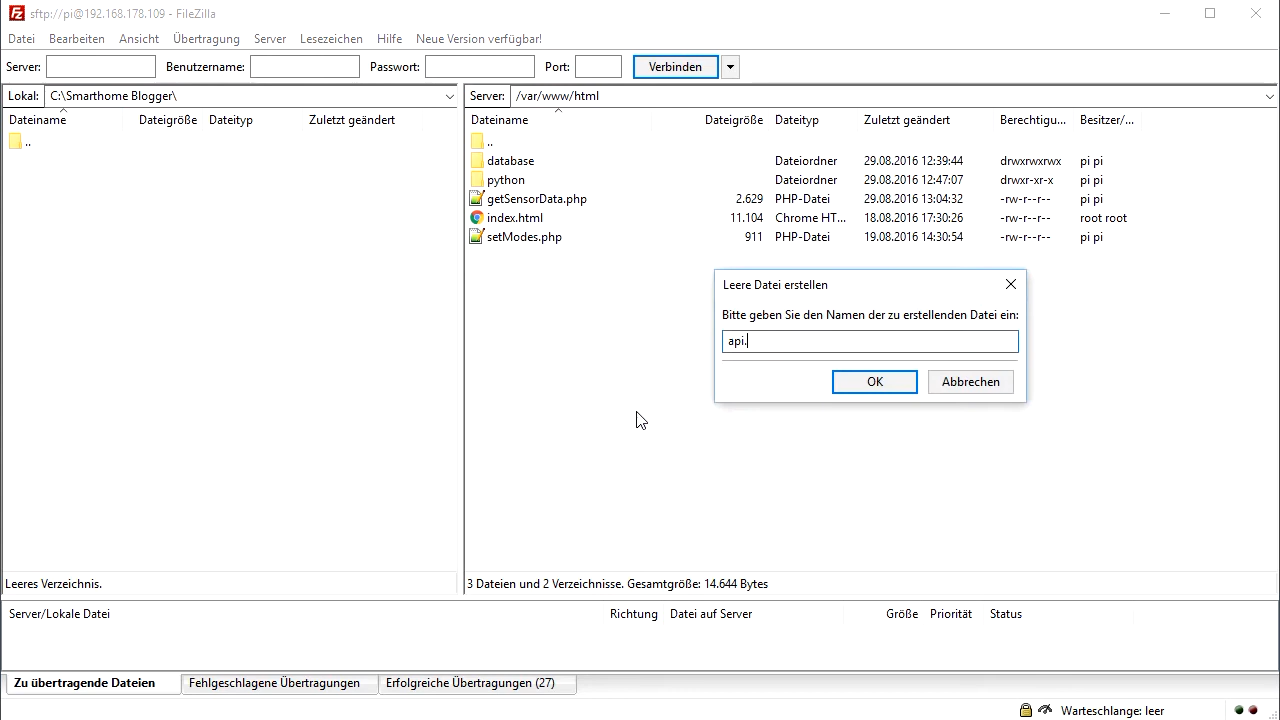 sftp://pi@192.168.178.109 - FileZilla
Datei Bearbeiten Ansicht Übertragung Server Lesezeichen Hilfe Neue Version verfügbar!
Server: Benutzername: Passwort: Port: Verbinden
Lokal: C:\Smarthome Blogger\
Dateiname Dateigröße Dateityp Zuletzt geändert
..
Leeres Verzeichnis.
Server: /var/www/html
Dateiname Dateigröße Dateityp Zuletzt geändert Berechtigu... Besitzer/...
..
database Dateiordner 29.08.2016 12:39:44 drwxrwxrwx pi pi
python Dateiordner 29.08.2016 12:47:07 drwxr-xr-x pi pi
getSensorData.php 2.629 PHP-Datei 29.08.2016 13:04:32 -rw-r--r-- pi pi
index.html 11.104 Chrome HT... 18.08.2016 17:30:26 -rw-r--r-- root root
setModes.php 911 PHP-Datei 19.08.2016 14:30:54 -rw-r--r-- pi pi
Leere Datei erstellen
Bitte geben Sie den Namen der zu erstellenden Datei ein:
api.
OK Abbrechen
3 Dateien und 2 Verzeichnisse. Gesamtgröße: 14.644 Bytes
Server/Lokale Datei Richtung Datei auf Server Größe Priorität Status
Zu übertragende Dateien Fehlgeschlagene Übertragungen Erfolgreiche Übertragungen (27)
Warteschlange: leer